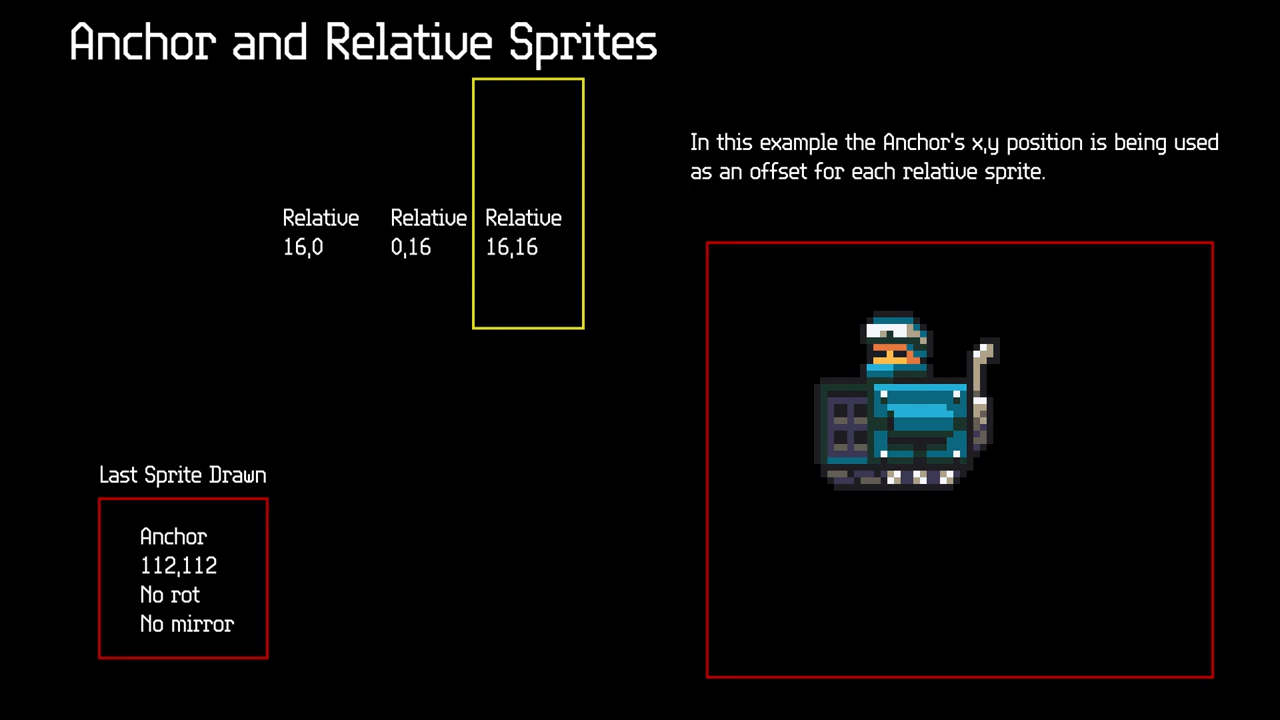 Anchor and Relative Sprites
In this example the Anchor's x,y position is being used
as an offset for each relative sprite.
Relative
16,0
Relative
0,16
Relative
16,16
Last Sprite Drawn
Anchor
112,112
No rot
No mirror